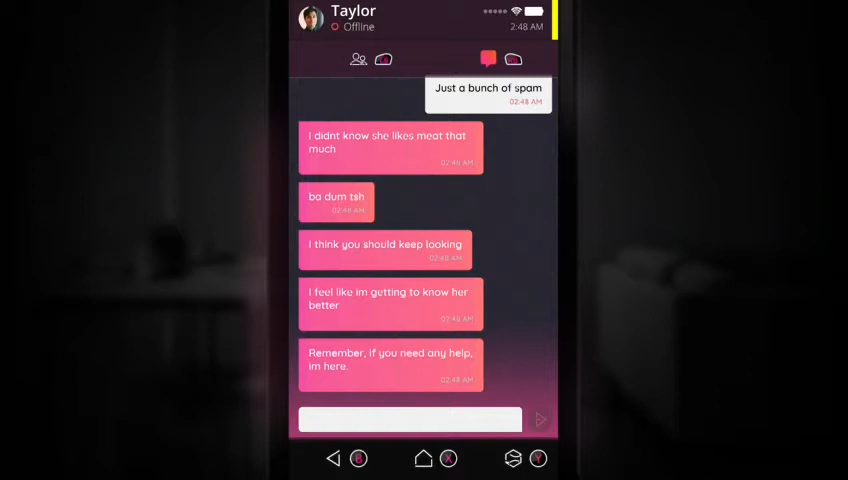 Taylor
Offline
2:48 AM
Just a bunch of spam
02:48 AM
I didnt know she likes meat that
much
02:48 AM
ba dum tsh
02:48 AM
I think you should keep looking
02:48 AM
I feel like im getting to know her
better
02:48 AM
Remember, if you need any help,
im here.
02:48 AM
B
X
Y